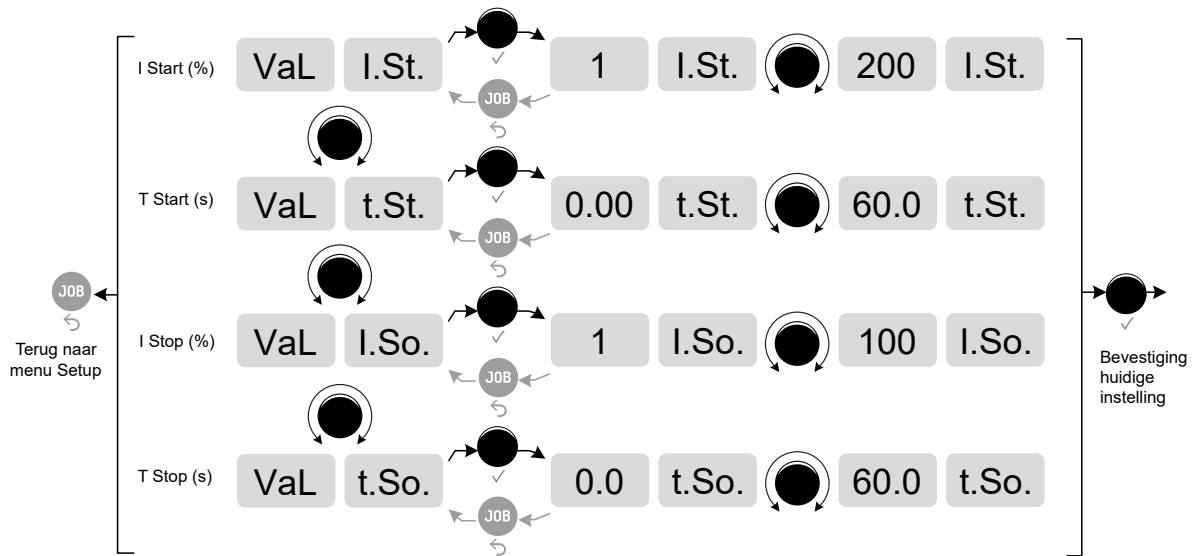 I Start (%) VaL I.St. 1 I.St. 200 I.St.
JOB
T Start (s) VaL t.St. 0.00 t.St. 60.0 t.St.
JOB
JOB
Terug naar
menu Setup
I Stop (%) VaL I.So. 1 I.So. 100 I.So.
JOB
Bevestiging
huidige
instelling
T Stop (s) VaL t.So. 0.0 t.So. 60.0 t.So.
JOB